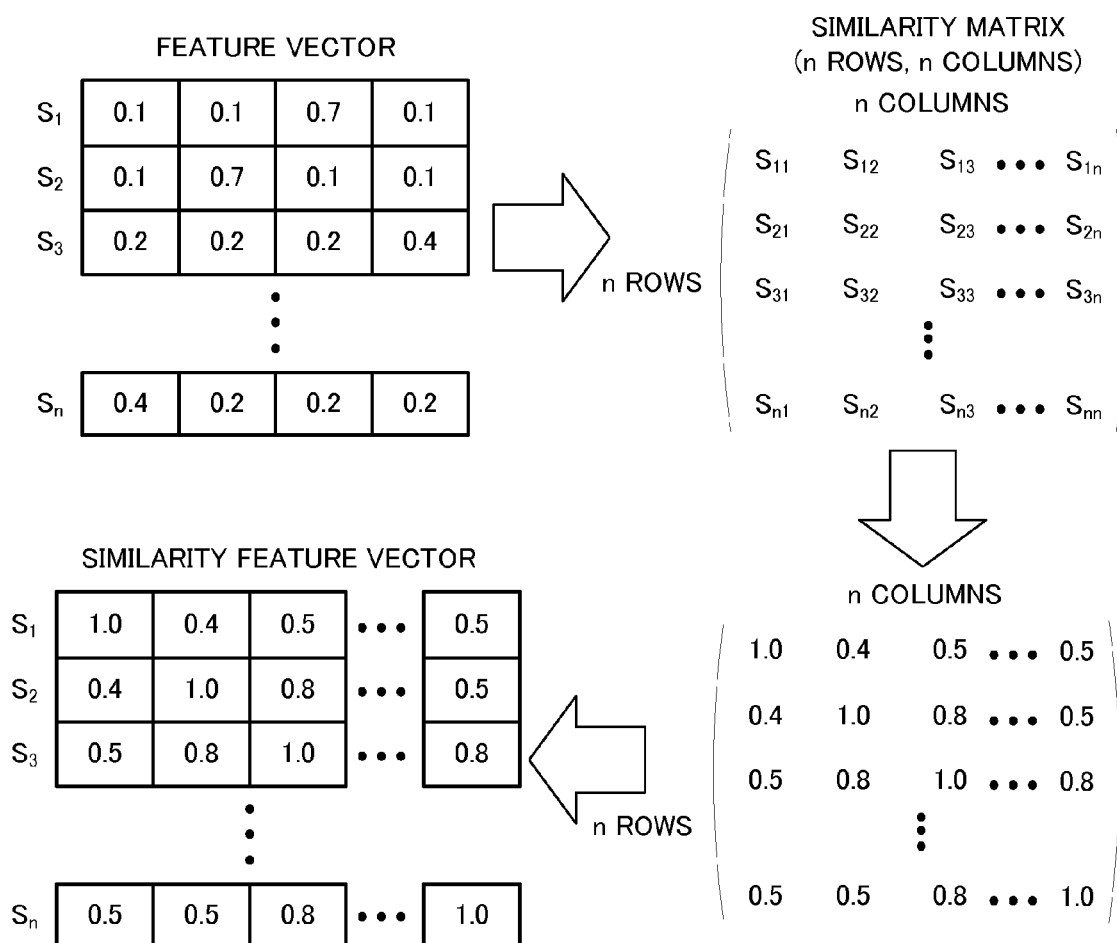 FEATURE VECTOR
S1 0.1 0.1 0.7 0.1
S2 0.1 0.7 0.1 0.1
S3 0.2 0.2 0.2 0.4
Sn 0.4 0.2 0.2 0.2
SIMILARITY MATRIX
(n ROWS, n COLUMNS)
n COLUMNS
n ROWS
S11 S12 S13 ••• S1n
S21 S22 S23 ••• S2n
S31 S32 S33 ••• S3n
Sn1 Sn2 Sn3 ••• Snn
n COLUMNS
n ROWS
1.0 0.4 0.5 ••• 0.5
0.4 1.0 0.8 ••• 0.5
0.5 0.8 1.0 ••• 0.8
0.5 0.5 0.8 ••• 1.0
SIMILARITY FEATURE VECTOR
S1 1.0 0.4 0.5 ••• 0.5
S2 0.4 1.0 0.8 ••• 0.5
S3 0.5 0.8 1.0 ••• 0.8
Sn 0.5 0.5 0.8 ••• 1.0